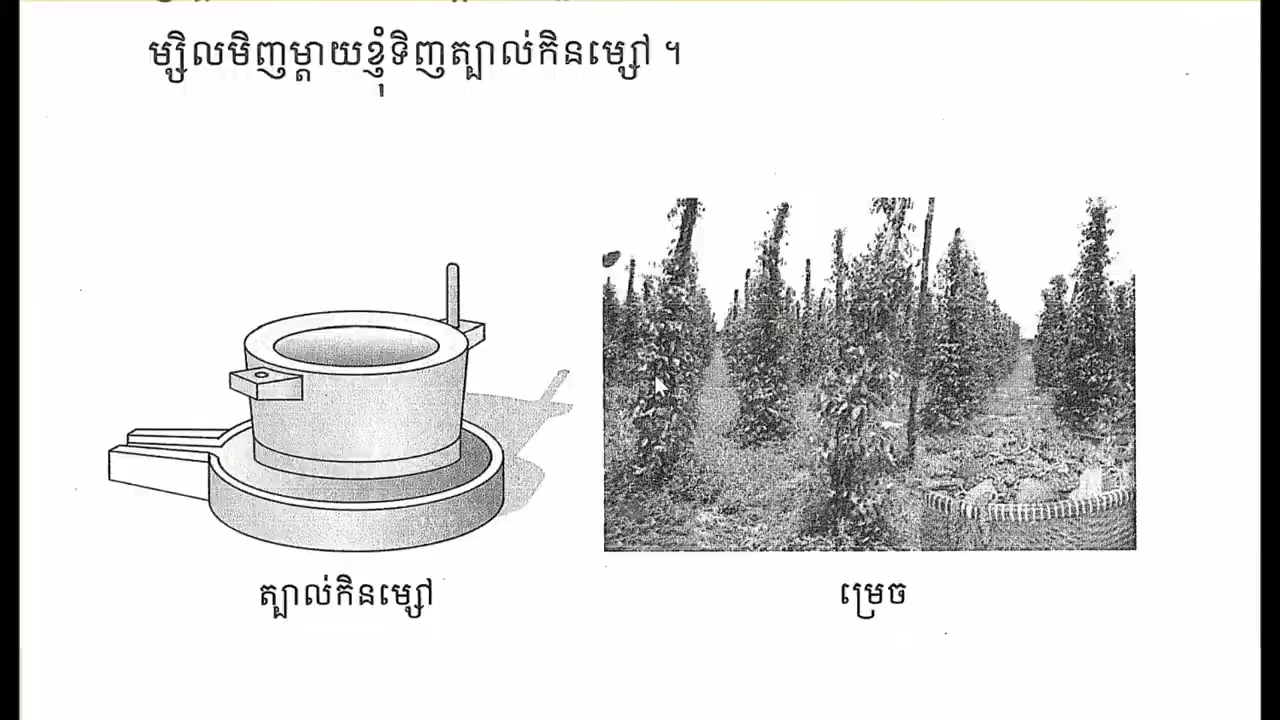 ម្សិលមិញម្តាយខ្ញុំទិញត្បាល់កិនម្សៅ ។
ត្បាល់កិនម្សៅ
ម្រេច